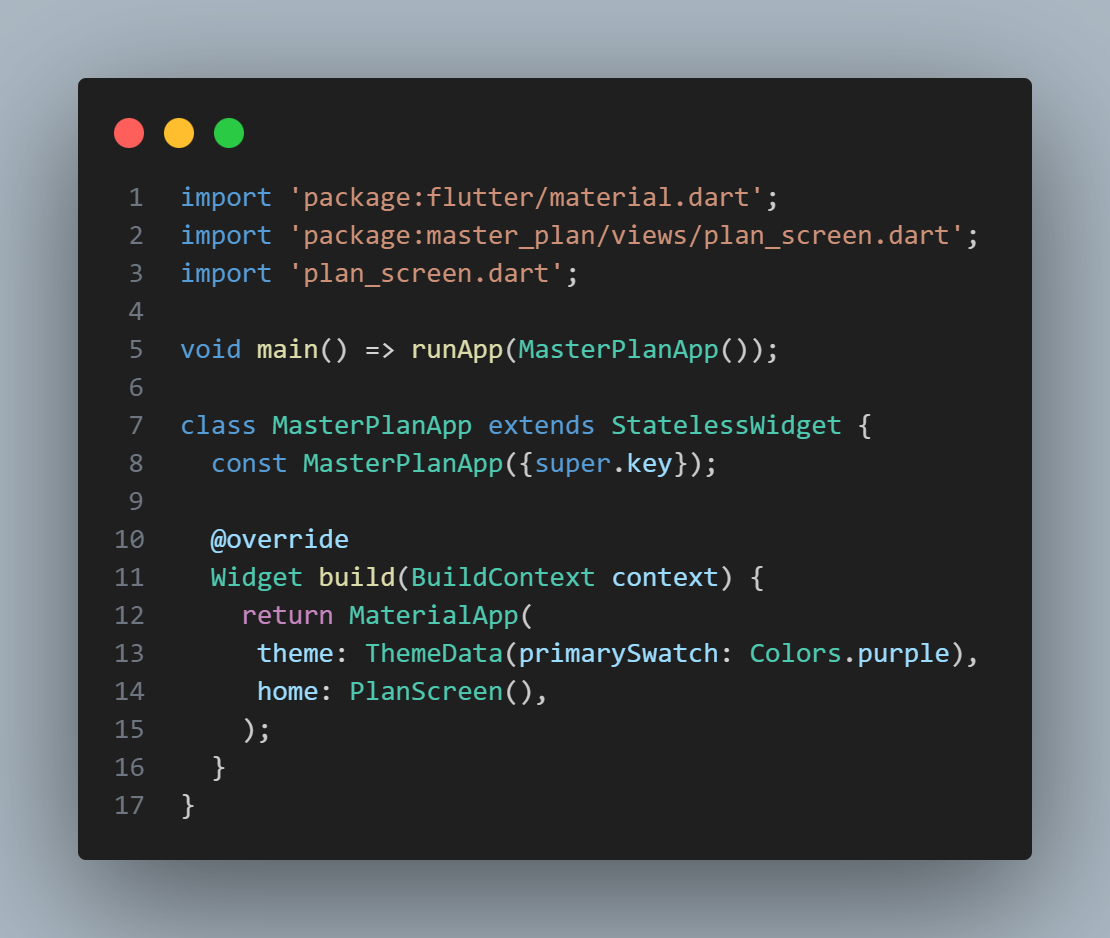 1 import 'package:flutter/material.dart';
2 import 'package:master_plan/views/plan_screen.dart';
3 import 'plan_screen.dart';
4
5 void main() => runApp(MasterPlanApp());
6
7 class MasterPlanApp extends StatelessWidget {
8   const MasterPlanApp({super.key});
9
10   @override
11   Widget build(BuildContext context) {
12     return MaterialApp(
13      theme: ThemeData(primarySwatch: Colors.purple),
14      home: PlanScreen(),
15     );
16   }
17 }